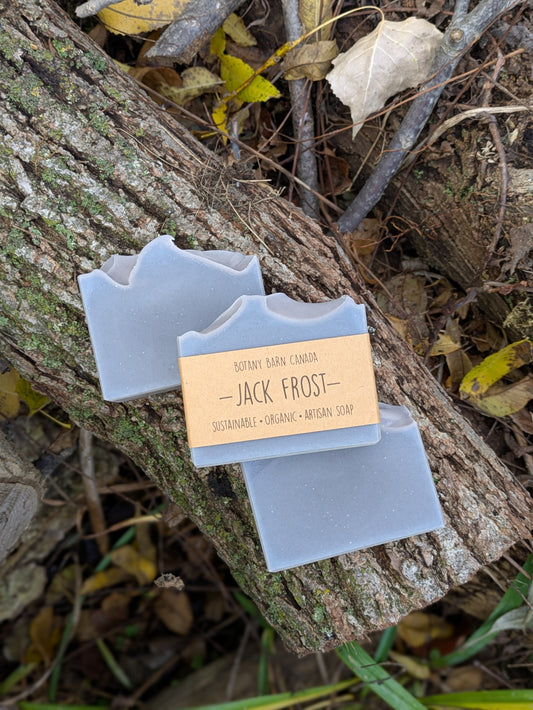 BOTANY BARN CANADA
—JACK FROST—
SUSTAINABLE • ORGANIC • ARTISAN SOAP